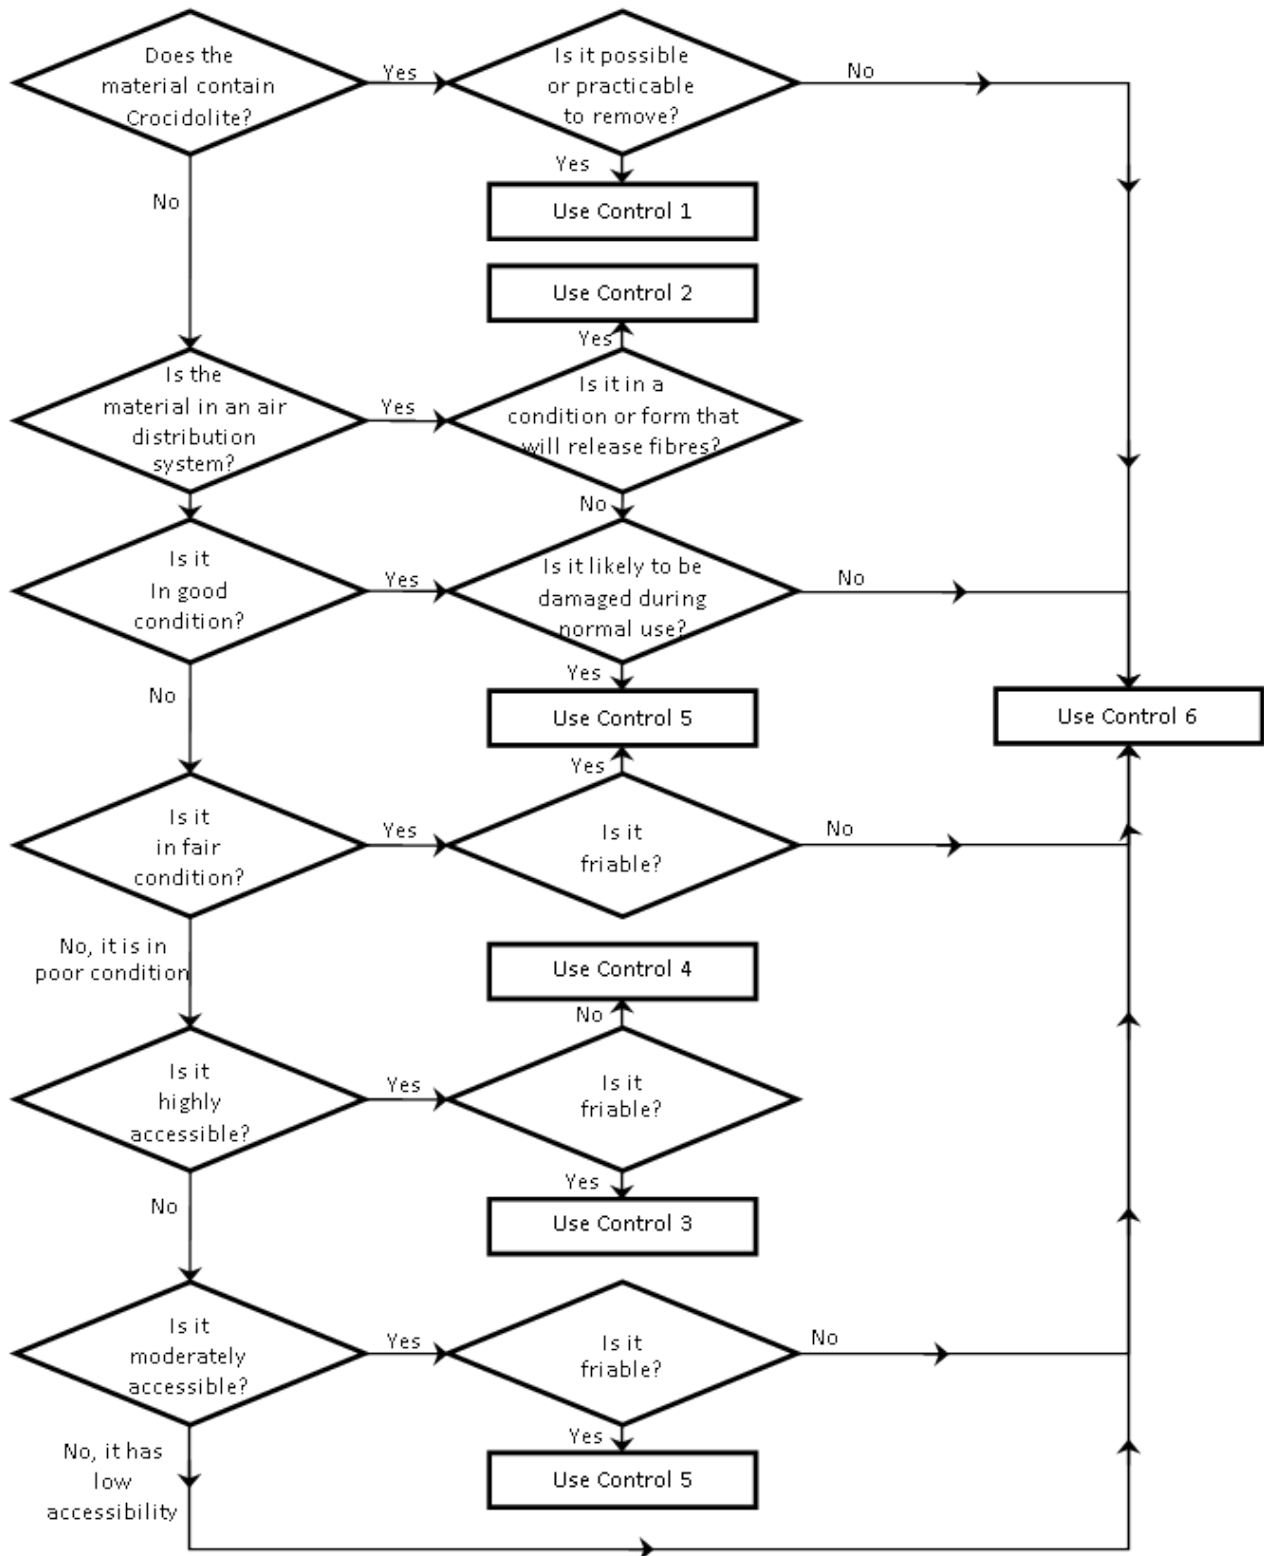 Does the
material contain
Crocidolite?
Yes
Is it possible
or practicable
to remove?
No
Yes
No
Use Control 1
Use Control 2
Yes
Is the
material in an air
distribution
system?
Yes
Is it in a
condition or form that
will release fibres?
No
Is it
In good
condition?
Yes
Is it likely to be
damaged during
normal use?
No
No
Yes
Use Control 5
Use Control 6
Yes
Is it
in fair
condition?
Yes
Is it
friable?
No
No, it is in
poor condition
Use Control 4
No
Is it
highly
accessible?
Yes
Is it
friable?
Yes
No
Use Control 3
Is it
moderately
accessible?
Yes
Is it
friable?
No
Yes
No, it has
low
accessibility
Use Control 5